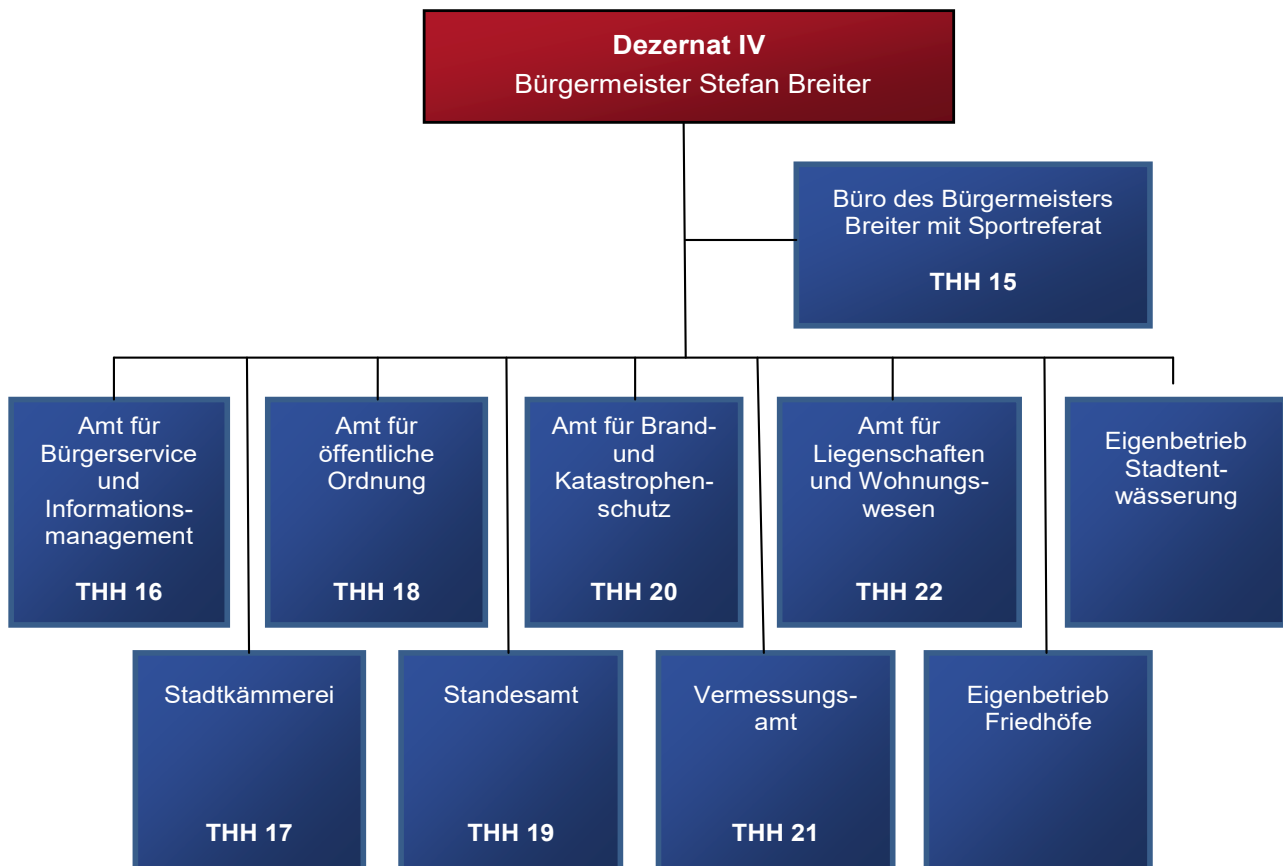 Dezernat IV
Bürgermeister Stefan Breiter
Büro des Bürgermeisters
Breiter mit Sportreferat
THH 15
Amt für
Bürgerservice
und
Informations-
management
THH 16
Amt für
öffentliche
Ordnung
THH 18
Amt für Brand-
und
Katastrophen-
schutz
THH 20
Amt für
Liegenschaften
und Wohnungs-
wesen
THH 22
Eigenbetrieb
Stadtent-
wässerung
Stadtkämmerei
THH 17
Standesamt
THH 19
Vermessungs-
amt
THH 21
Eigenbetrieb
Friedhöfe